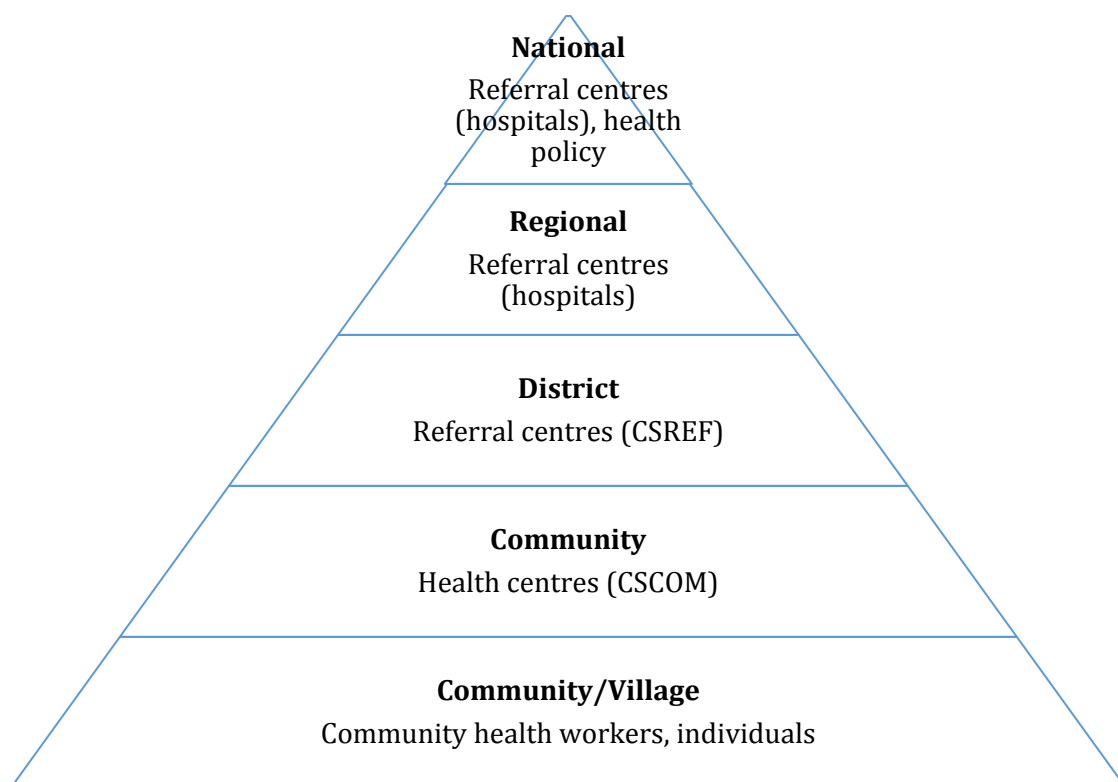 National
Referral centres
(hospitals), health
policy
Regional
Referral centres
(hospitals)
District
Referral centres (CSREF)
Community
Health centres (CSCOM)
Community/Village
Community health workers, individuals